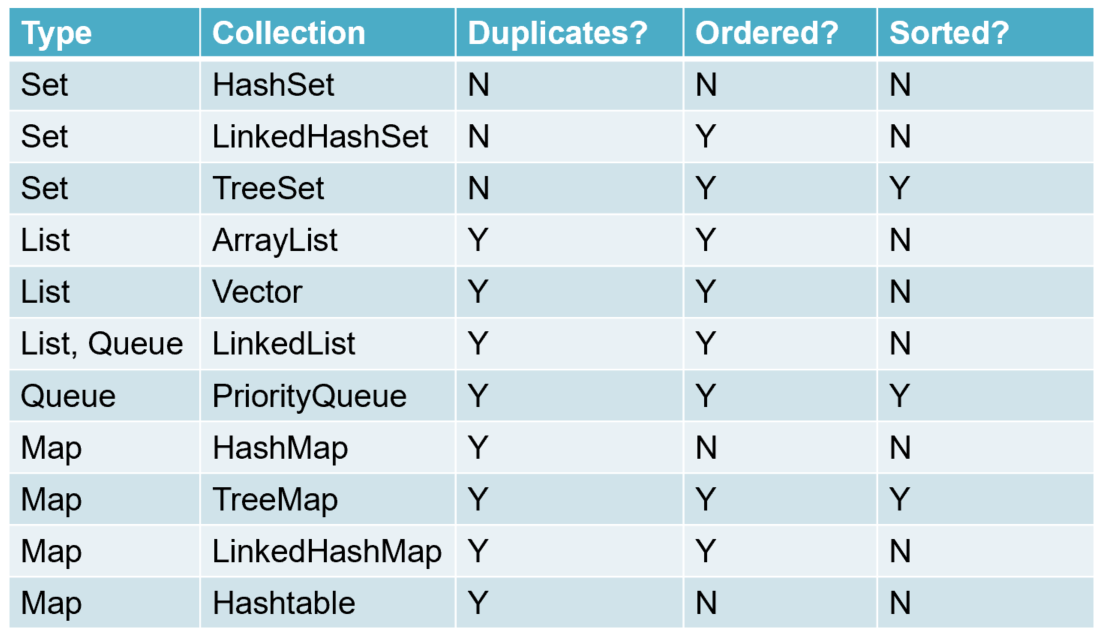 Type Collection Duplicates? Ordered? Sorted?
Set HashSet N N N
Set LinkedHashSet N Y N
Set TreeSet N Y Y
List ArrayList Y Y N
List Vector Y Y N
List, Queue LinkedList Y Y N
Queue PriorityQueue Y Y Y
Map HashMap Y N N
Map TreeMap Y Y Y
Map LinkedHashMap Y Y N
Map Hashtable Y N N